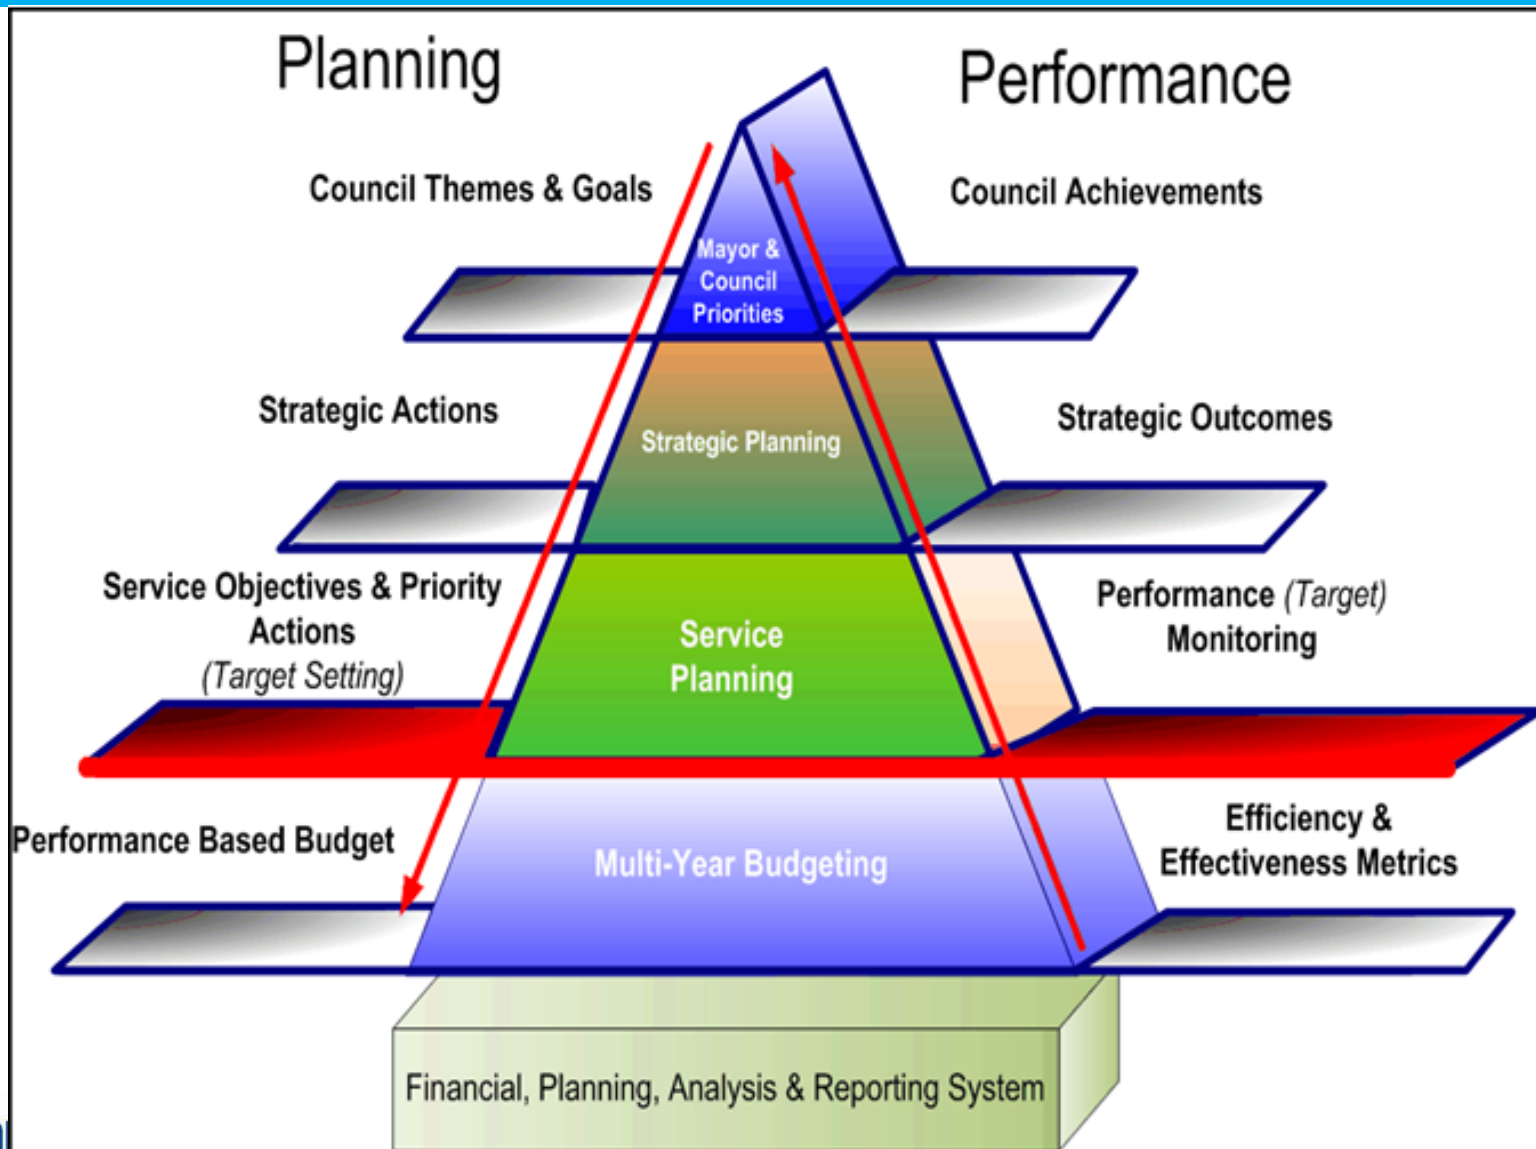 Planning
Performance
Council Themes & Goals
Council Achievements
Mayor &
Council
Priorities
Strategic Actions
Strategic Planning
Strategic Outcomes
Service Objectives & Priority
Actions
(Target Setting)
Service
Planning
Performance (Target)
Monitoring
Performance Based Budget
Multi-Year Budgeting
Efficiency &
Effectiveness Metrics
Financial, Planning, Analysis & Reporting System